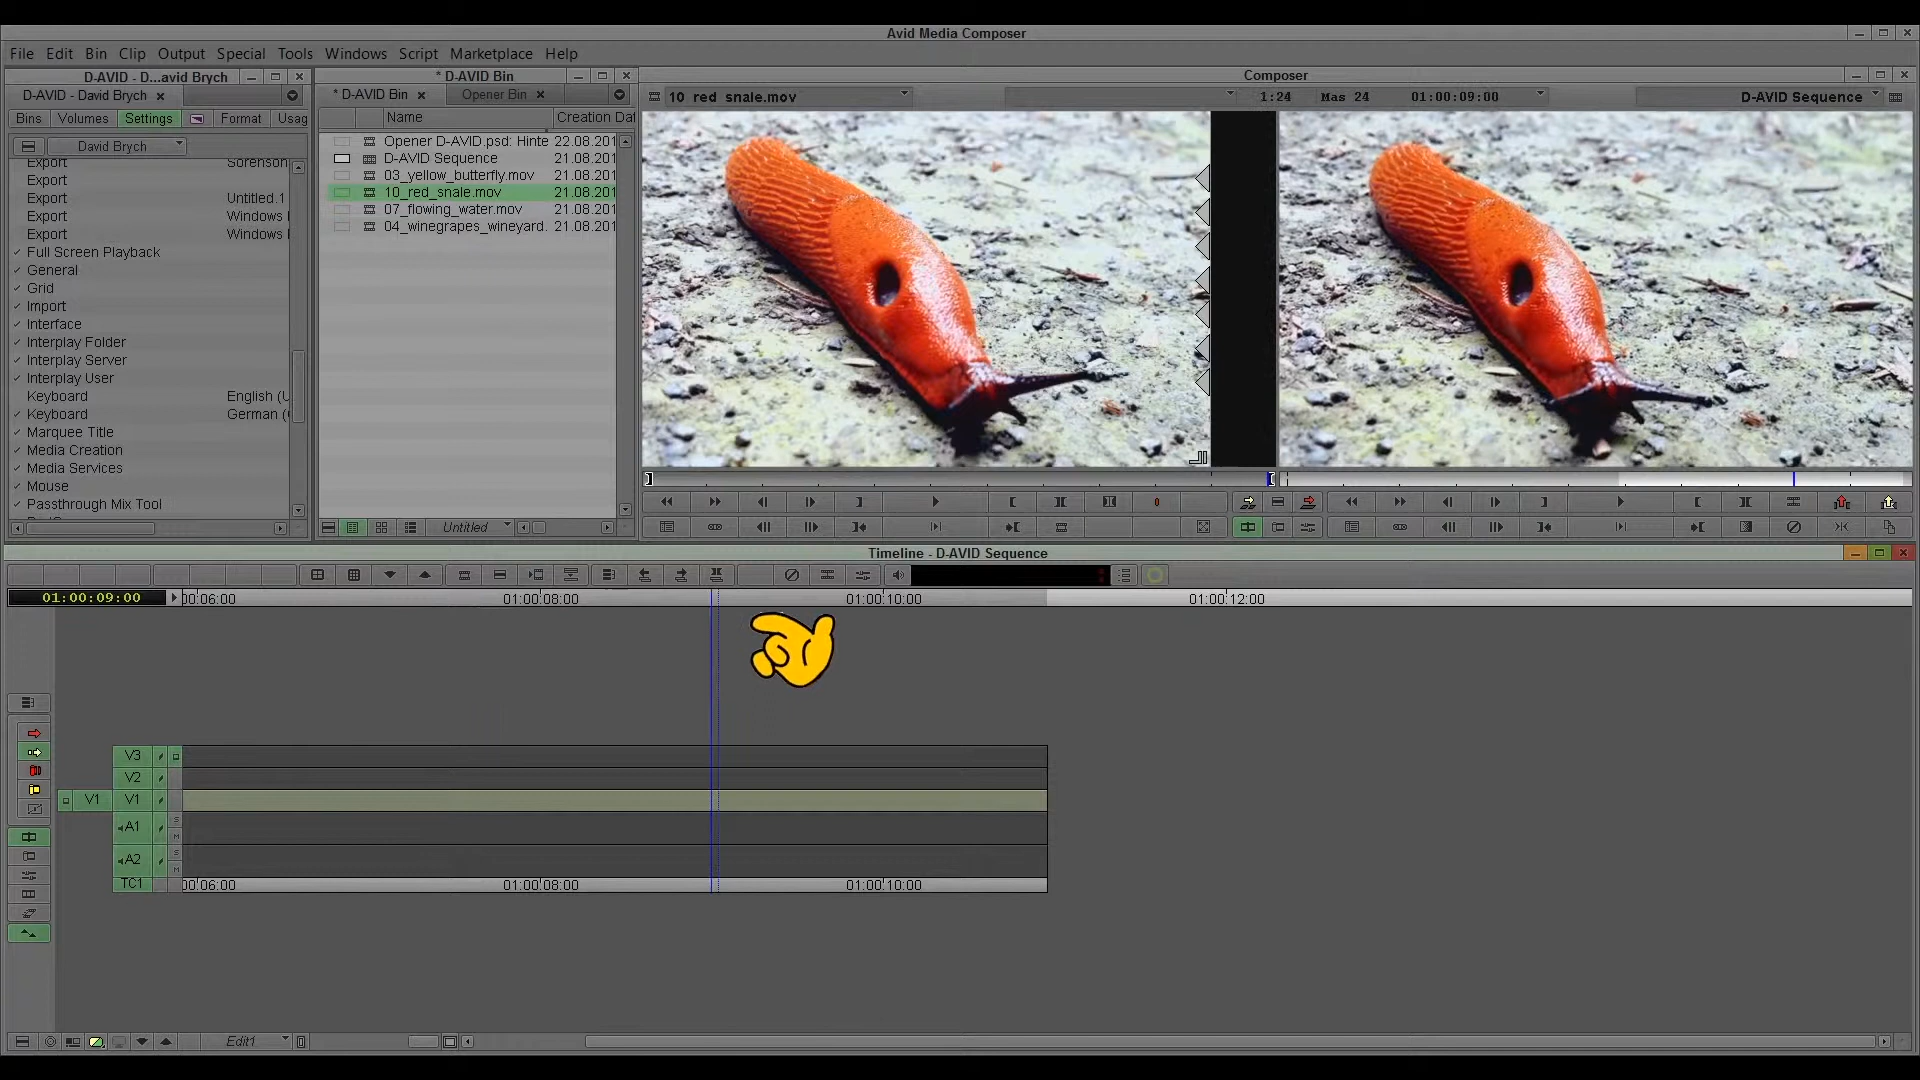 Avid Media Composer
File Edit Bin Clip Output Special Tools Windows Script Marketplace Help
D-AVID - D...avid Brych
D-AVID - David Brych
Bins Volumes Settings Format Usag
David Brych
Export Sorenson
Export
Export Untitled.1
Export Windows
Export Windows
Full Screen Playback
General
Grid
Import
Interface
Interplay Folder
Interplay Server
Interplay User
Keyboard English (U
Keyboard German (
Marquee Title
Media Creation
Media Services
Mouse
Passthrough Mix Tool
* D-AVID Bin
* D-AVID Bin Opener Bin
Name Creation Dat
Opener D-AVID.psd: Hinte 22.08.201
D-AVID Sequence 21.08.201
03_yellow_butterfly.mov 21.08.201
10_red_snale.mov 21.08.201
07_flowing_water.mov 21.08.201
04_winegrapes_wineyard. 21.08.201
Untitled
Composer
10_red_snale.mov 1:24 Mas 24 01:00:09:00 D-AVID Sequence
Timeline - D-AVID Sequence
01:00:09:00 00:06:00 01:00:08:00 01:00:10:00 01:00:12:00
V3
V2
V1 V1
A1 S M
A2 S M
TC1 00:06:00 01:00:08:00 01:00:10:00
Edit1